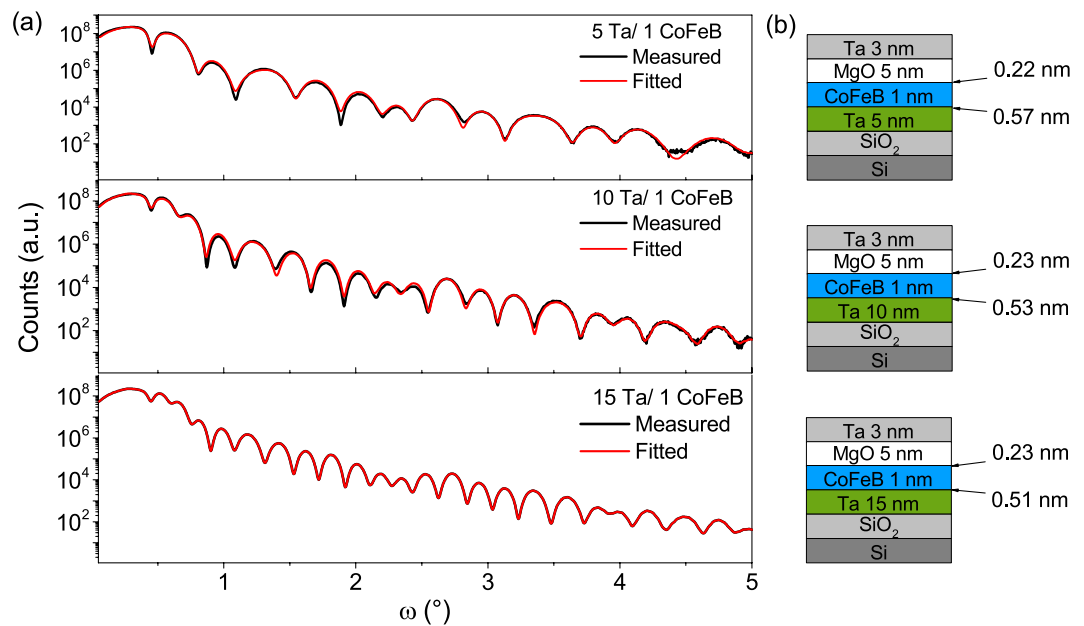 (a)
(b)
Counts (a.u.)
10^8
10^6
10^4
10^2
5 Ta/ 1 CoFeB
Measured
Fitted
10^8
10^6
10^4
10^2
10^0
10 Ta/ 1 CoFeB
Measured
Fitted
10^8
10^6
10^4
10^2
15 Ta/ 1 CoFeB
Measured
Fitted
1 2 3 4 5
ω (°)
Ta 3 nm
MgO 5 nm
0.22 nm
CoFeB 1 nm
0.57 nm
Ta 5 nm
SiO₂
Si
Ta 3 nm
MgO 5 nm
0.23 nm
CoFeB 1 nm
0.53 nm
Ta 10 nm
SiO₂
Si
Ta 3 nm
MgO 5 nm
0.23 nm
CoFeB 1 nm
0.51 nm
Ta 15 nm
SiO₂
Si